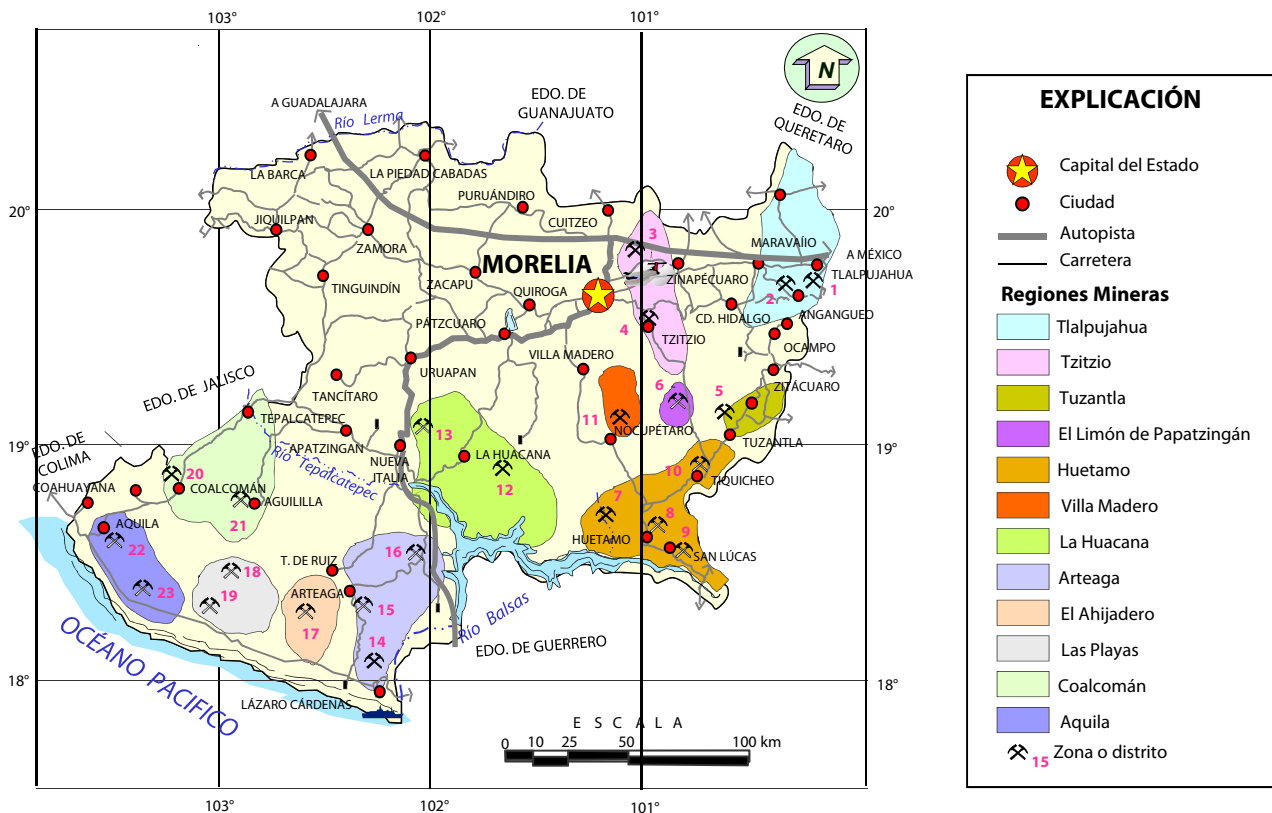 103°
102°
101°
N
A GUADALAJARA
Río Lerma
EDO. DE
GUANAJUATO
EDO. DE
QUERETARO
LA BARCA
LA PIEDAD CABADAS
PURUÁNDIRO
CUITZEO
20°
20°
JIQUILPAN
ZAMORA
3
MARAVAÍIO
A MÉXICO
MORELIA
TINGUINDÍN
ZACAPU
ZINAPÉCUARO
TLALPUJAHUA
QUIROGA
2
1
PÁTZCUARO
4
CD. HIDALGO
ANGANGUEO
TZITZIO
OCAMPO
VILLA MADERO
URUAPAN
EDO. DE JALISCO
TANCÍTARO
6
5
ZITÁCUARO
TEPALCATEPEC
11
NOCUPÉTARO
19°
19°
EDO. DE
COLIMA
APATZINGAN
13
TUZANTLA
Río Tepalcatepec
NUEVA
ITALIA
LA HUACANA
10
20
12
TIQUICHEO
COAHUAYANA
COALCOMÁN
AGUILILLA
7
21
8
AQUILA
9
22
HUETAMO
SAN LÚCAS
16
T. DE RUIZ
18
23
19
ARTEAGA
15
Río Balsas
17
14
EDO. DE GUERRERO
OCÉANO PACIFICO
18°
18°
LÁZARO CÁRDENAS
E S C A L A
0 10 25 50 100 km
103°
102°
101°
EXPLICACIÓN
Capital del Estado
Ciudad
Autopista
Carretera
Regiones Mineras
Tlalpujahua
Tzitzio
Tuzantla
El Limón de Papatzingán
Huetamo
Villa Madero
La Huacana
Arteaga
El Ahijadero
Las Playas
Coalcomán
Aquila
15 Zona o distrito